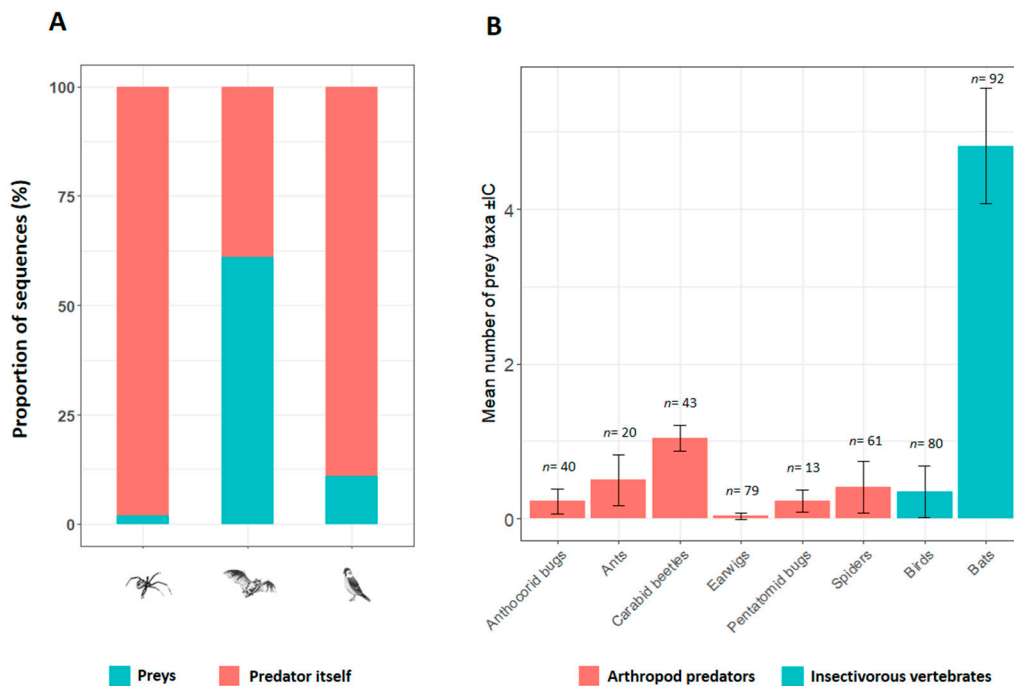 A
Proportion of sequences (%)
100
75
50
25
0
Preys
Predator itself
B
Mean number of prey taxa ±IC
4
2
0
n= 40
n= 20
n= 43
n= 79
n= 13
n= 61
n= 80
n= 92
Anthocorid bugs
Ants
Carabid beetles
Earwigs
Pentatomid bugs
Spiders
Birds
Bats
Arthropod predators
Insectivorous vertebrates